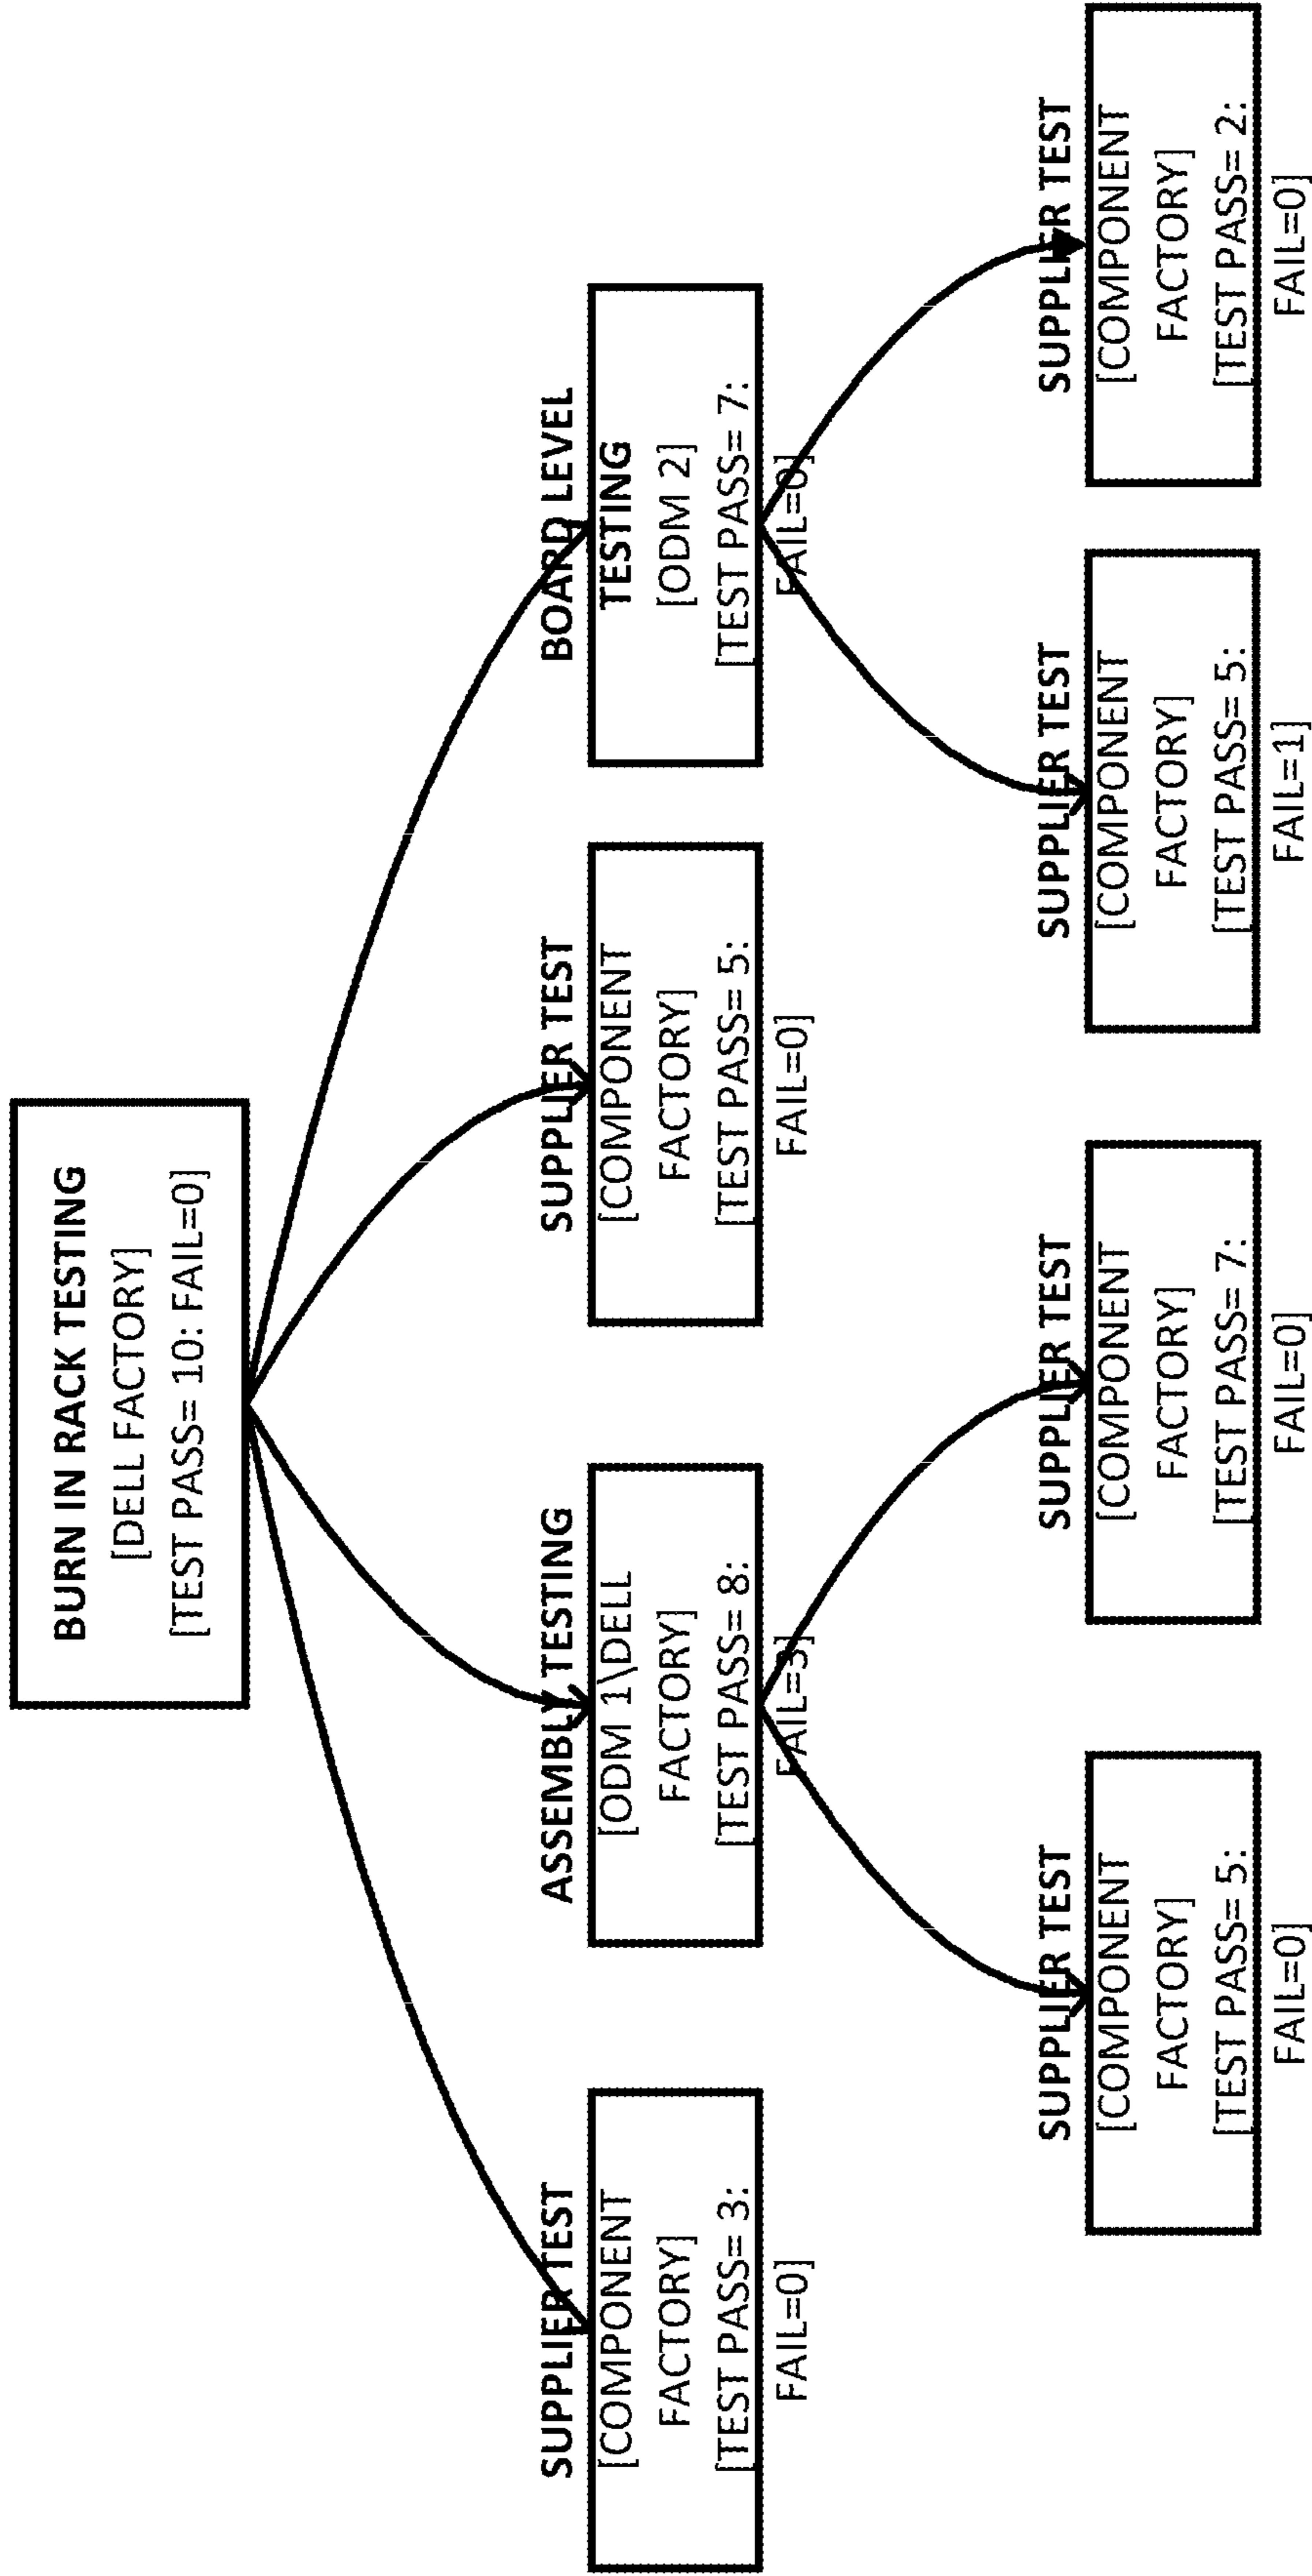 BURN IN RACK TESTING
[DELL FACTORY]
[TEST PASS= 10: FAIL=0]
SUPPLIER TEST
[COMPONENT
FACTORY]
[TEST PASS= 3:
FAIL=0]
ASSEMBLY TESTING
[ODM 1\DELL
FACTORY]
[TEST PASS= 8:
FAIL=3]
SUPPLIER TEST
[COMPONENT
FACTORY]
[TEST PASS= 5:
FAIL=0]
BOARD LEVEL
TESTING
[ODM 2]
[TEST PASS= 7:
FAIL=0]
SUPPLIER TEST
[COMPONENT
FACTORY]
[TEST PASS= 5:
FAIL=0]
SUPPLIER TEST
[COMPONENT
FACTORY]
[TEST PASS= 7:
FAIL=0]
SUPPLIER TEST
[COMPONENT
FACTORY]
[TEST PASS= 5:
FAIL=1]
SUPPLIER TEST
[COMPONENT
FACTORY]
[TEST PASS= 2:
FAIL=0]